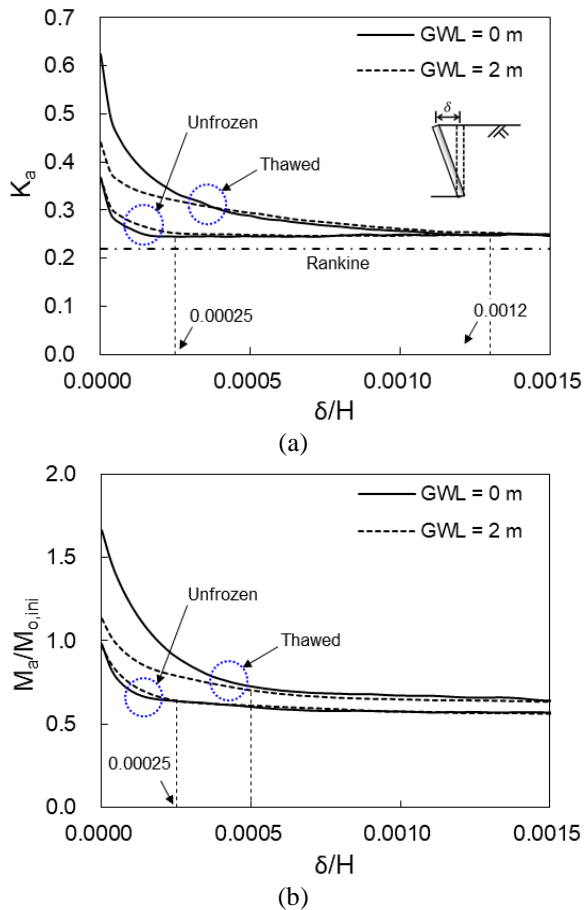 GWL = 0 m
GWL = 2 m
δ
Unfrozen
Thawed
Rankine
0.00025
0.0012
0.7
0.6
0.5
0.4
0.3
0.2
0.1
0.0
Kₐ
0.0000 0.0005 0.0010 0.0015
δ/H
(a)
GWL = 0 m
GWL = 2 m
Unfrozen
Thawed
0.00025
2.0
1.5
1.0
0.5
0.0
Mₐ/Mₒ,ᵢₙᵢ
0.0000 0.0005 0.0010 0.0015
δ/H
(b)